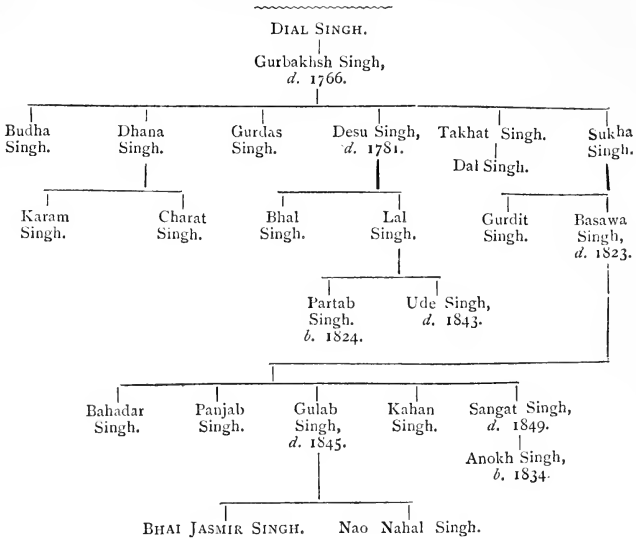 DIAL SINGH.
Gurbakhsh Singh,
d. 1766.
Budha Dhana Gurdas Desu Singh, Takhat Singh. Sukha
Singh. Singh. Singh. d. 1781. Singh.
Dal Singh.
Karam Charat Bhal Lal Gurdit Basawa
Singh. Singh. Singh. Singh. Singh. Singh,
d. 1823.
Partab Ude Singh,
Singh. d. 1843.
b. 1824.
Bahadar Panjab Gulab Kahan Sangat Singh,
Singh. Singh. Singh, Singh. d. 1849.
d. 1845.
Anokh Singh,
b. 1834.
BHAI JASMIR SINGH. Nao Nahal Singh.